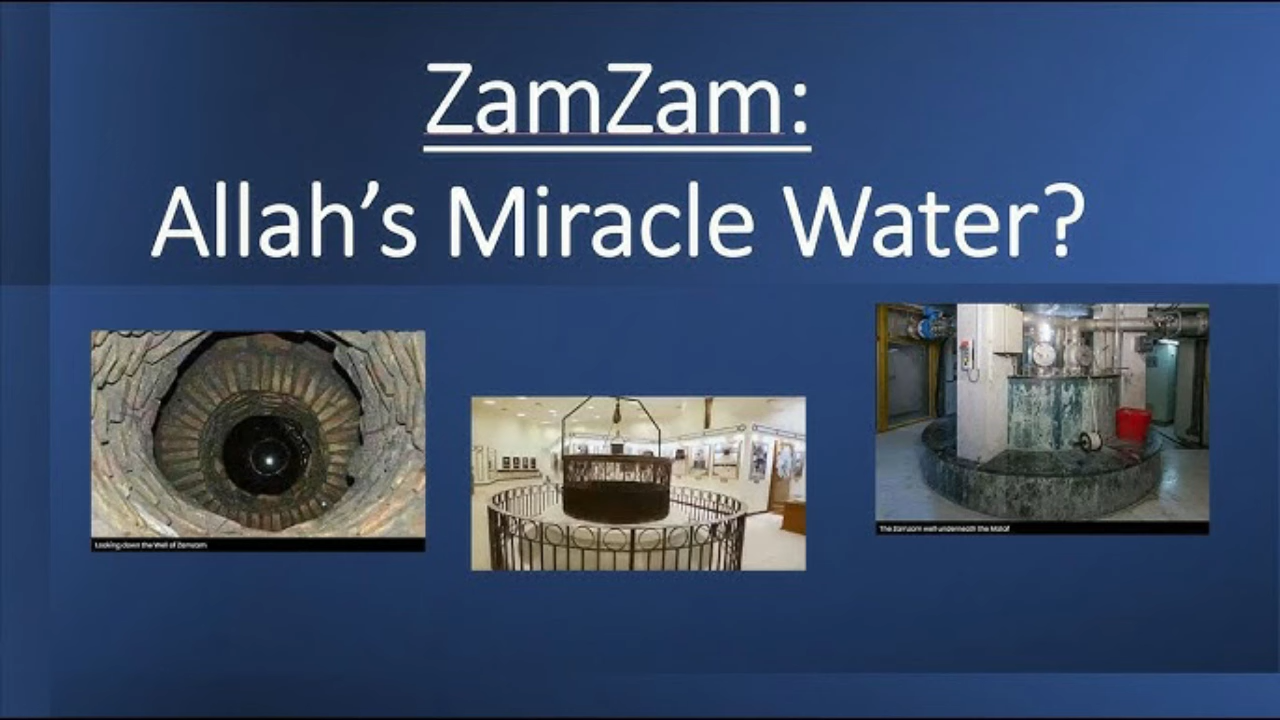 ZamZam:
Allah’s Miracle Water?
Looking down the Well of Zamzam
The Zamzam well underneath the Mataf